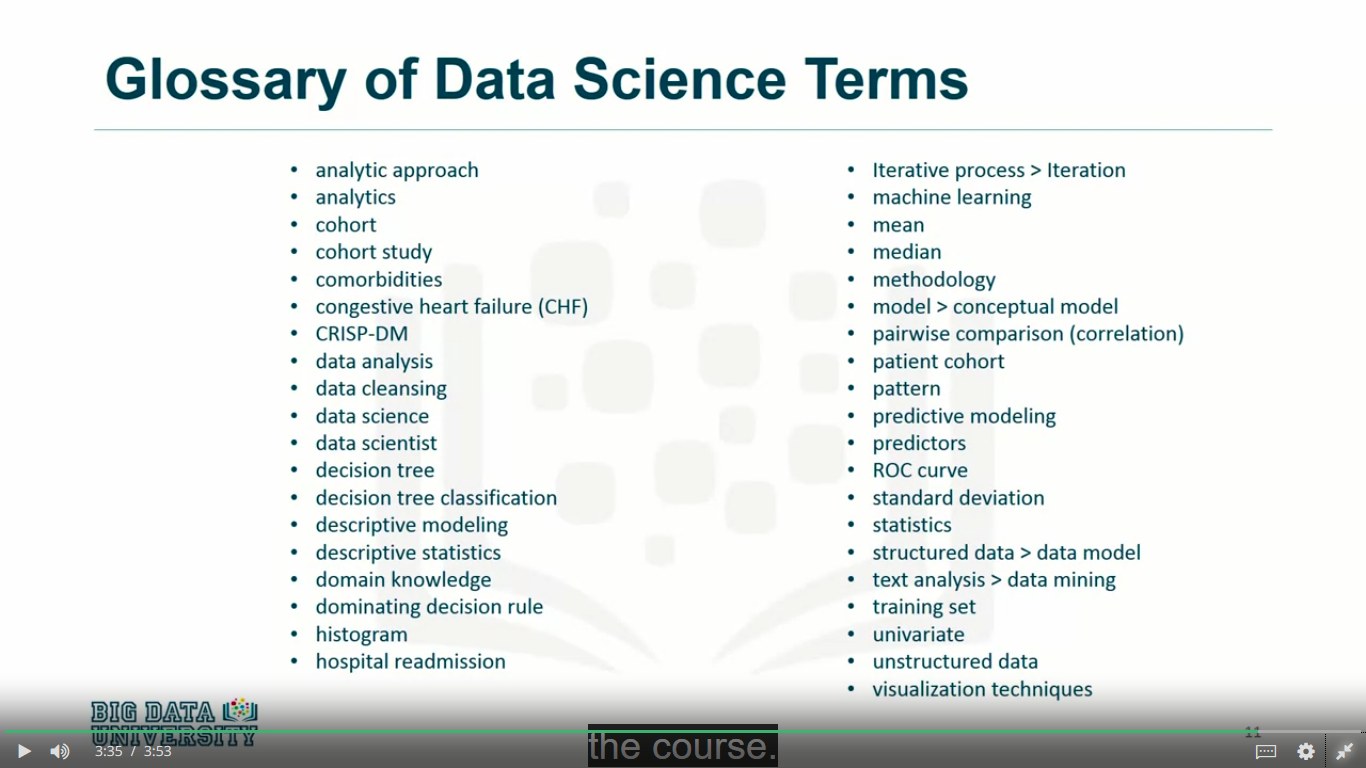 Glossary of Data Science Terms
• analytic approach
• analytics
• cohort
• cohort study
• comorbidities
• congestive heart failure (CHF)
• CRISP-DM
• data analysis
• data cleansing
• data science
• data scientist
• decision tree
• decision tree classification
• descriptive modeling
• descriptive statistics
• domain knowledge
• dominating decision rule
• histogram
• hospital readmission
• Iterative process > Iteration
• machine learning
• mean
• median
• methodology
• model > conceptual model
• pairwise comparison (correlation)
• patient cohort
• pattern
• predictive modeling
• predictors
• ROC curve
• standard deviation
• statistics
• structured data > data model
• text analysis > data mining
• training set
• univariate
• unstructured data
• visualization techniques
BIG DATA
UNIVERSITY
11
the course.
3:35 / 3:53